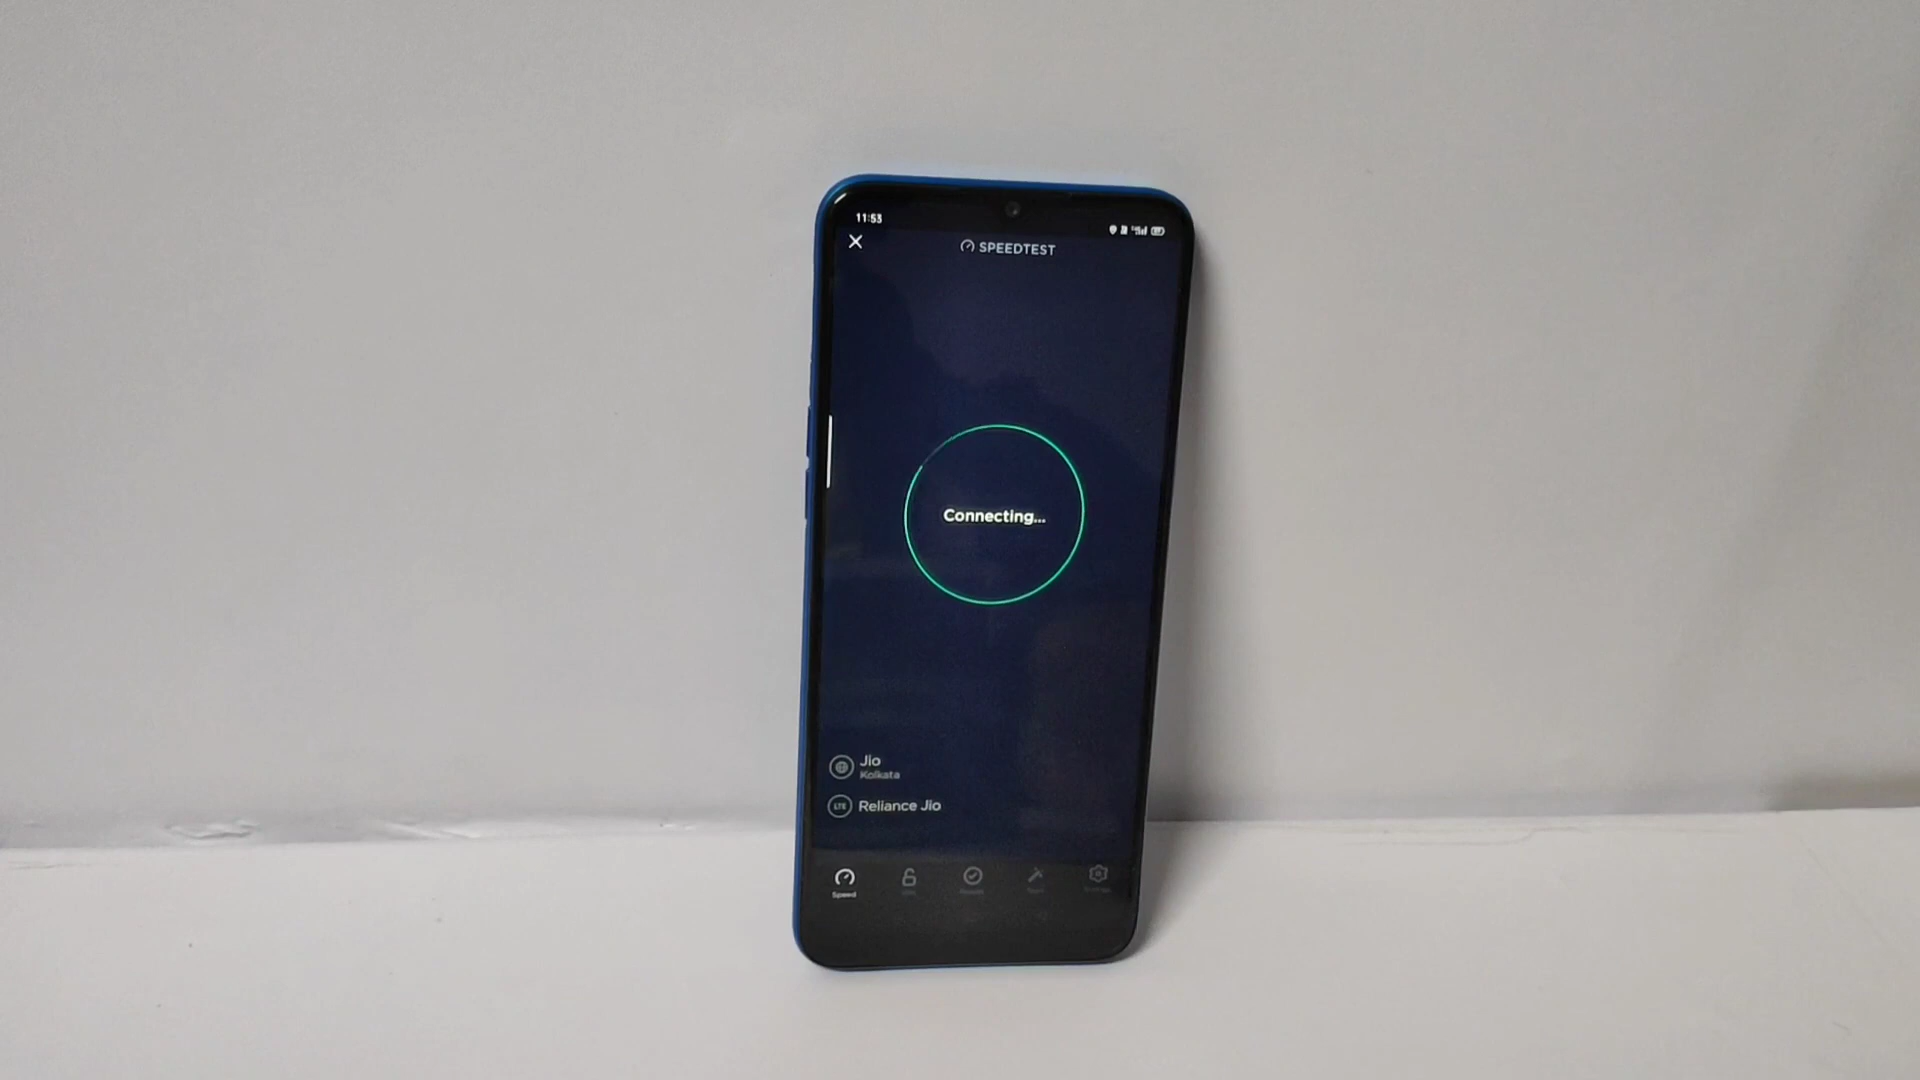 11:53
SPEEDTEST
Connecting...
Jio
Kolkata
LTE
Reliance Jio
Speed